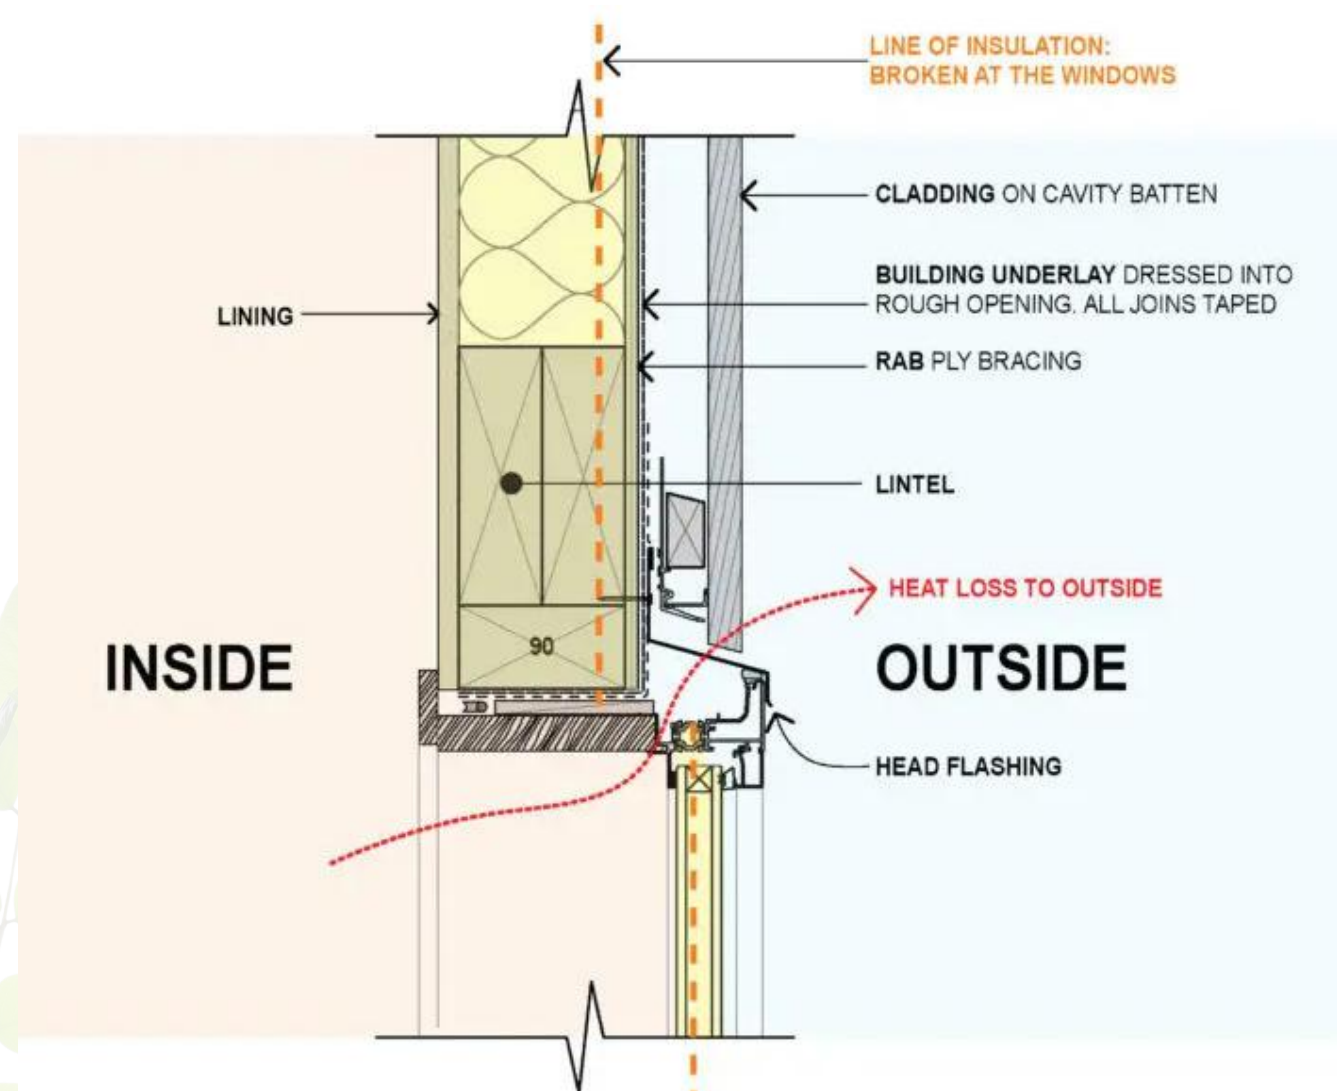 LINE OF INSULATION:
BROKEN AT THE WINDOWS
CLADDING ON CAVITY BATTEN
BUILDING UNDERLAY DRESSED INTO
ROUGH OPENING. ALL JOINS TAPED
LINING
RAB PLY BRACING
LINTEL
HEAT LOSS TO OUTSIDE
90
INSIDE
OUTSIDE
HEAD FLASHING